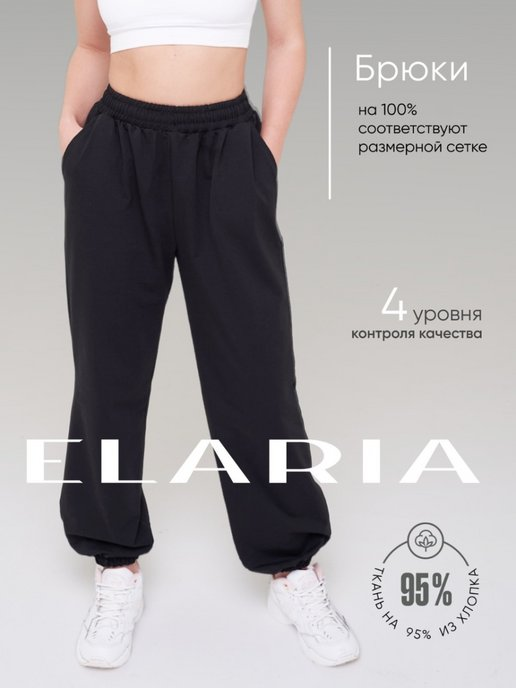 Брюки
на 100%
соответствуют
размерной сетке
4 уровня
контроля качества
ELARIA
95%
ТКАНЬ НА 95% ИЗ ХЛОПКА